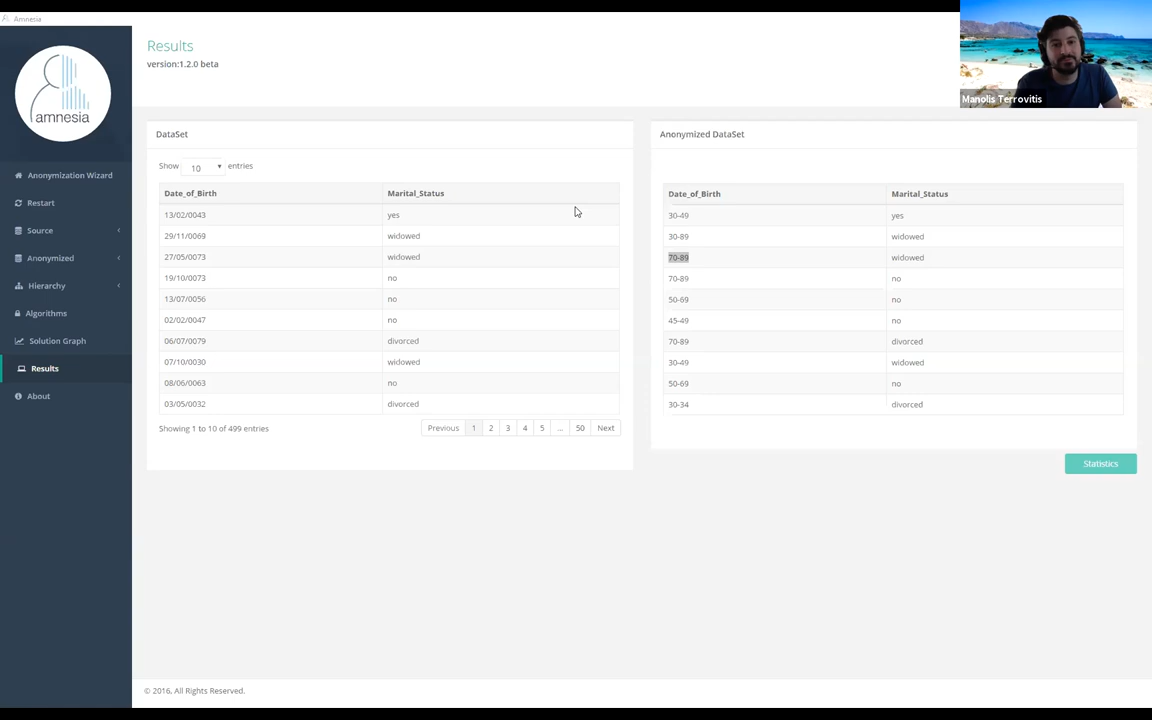 Amnesia
Results
version:1.2.0 beta
Manolis Terrovitis
amnesia
Anonymization Wizard
Restart
Source
Anonymized
Hierarchy
Algorithms
Solution Graph
Results
About
DataSet
Show 10 entries
Date_of_Birth Marital_Status
13/02/0043 yes
29/11/0069 widowed
27/05/0073 widowed
19/10/0073 no
13/07/0056 no
02/02/0047 no
06/07/0079 divorced
07/10/0030 widowed
08/06/0063 no
03/05/0032 divorced
Showing 1 to 10 of 499 entries
Previous 1 2 3 4 5 ... 50 Next
Anonymized DataSet
Date_of_Birth Marital_Status
30-49 yes
30-89 widowed
70-89 widowed
70-89 no
50-69 no
45-49 no
70-89 divorced
30-49 widowed
50-69 no
30-34 divorced
Statistics
© 2016, All Rights Reserved.